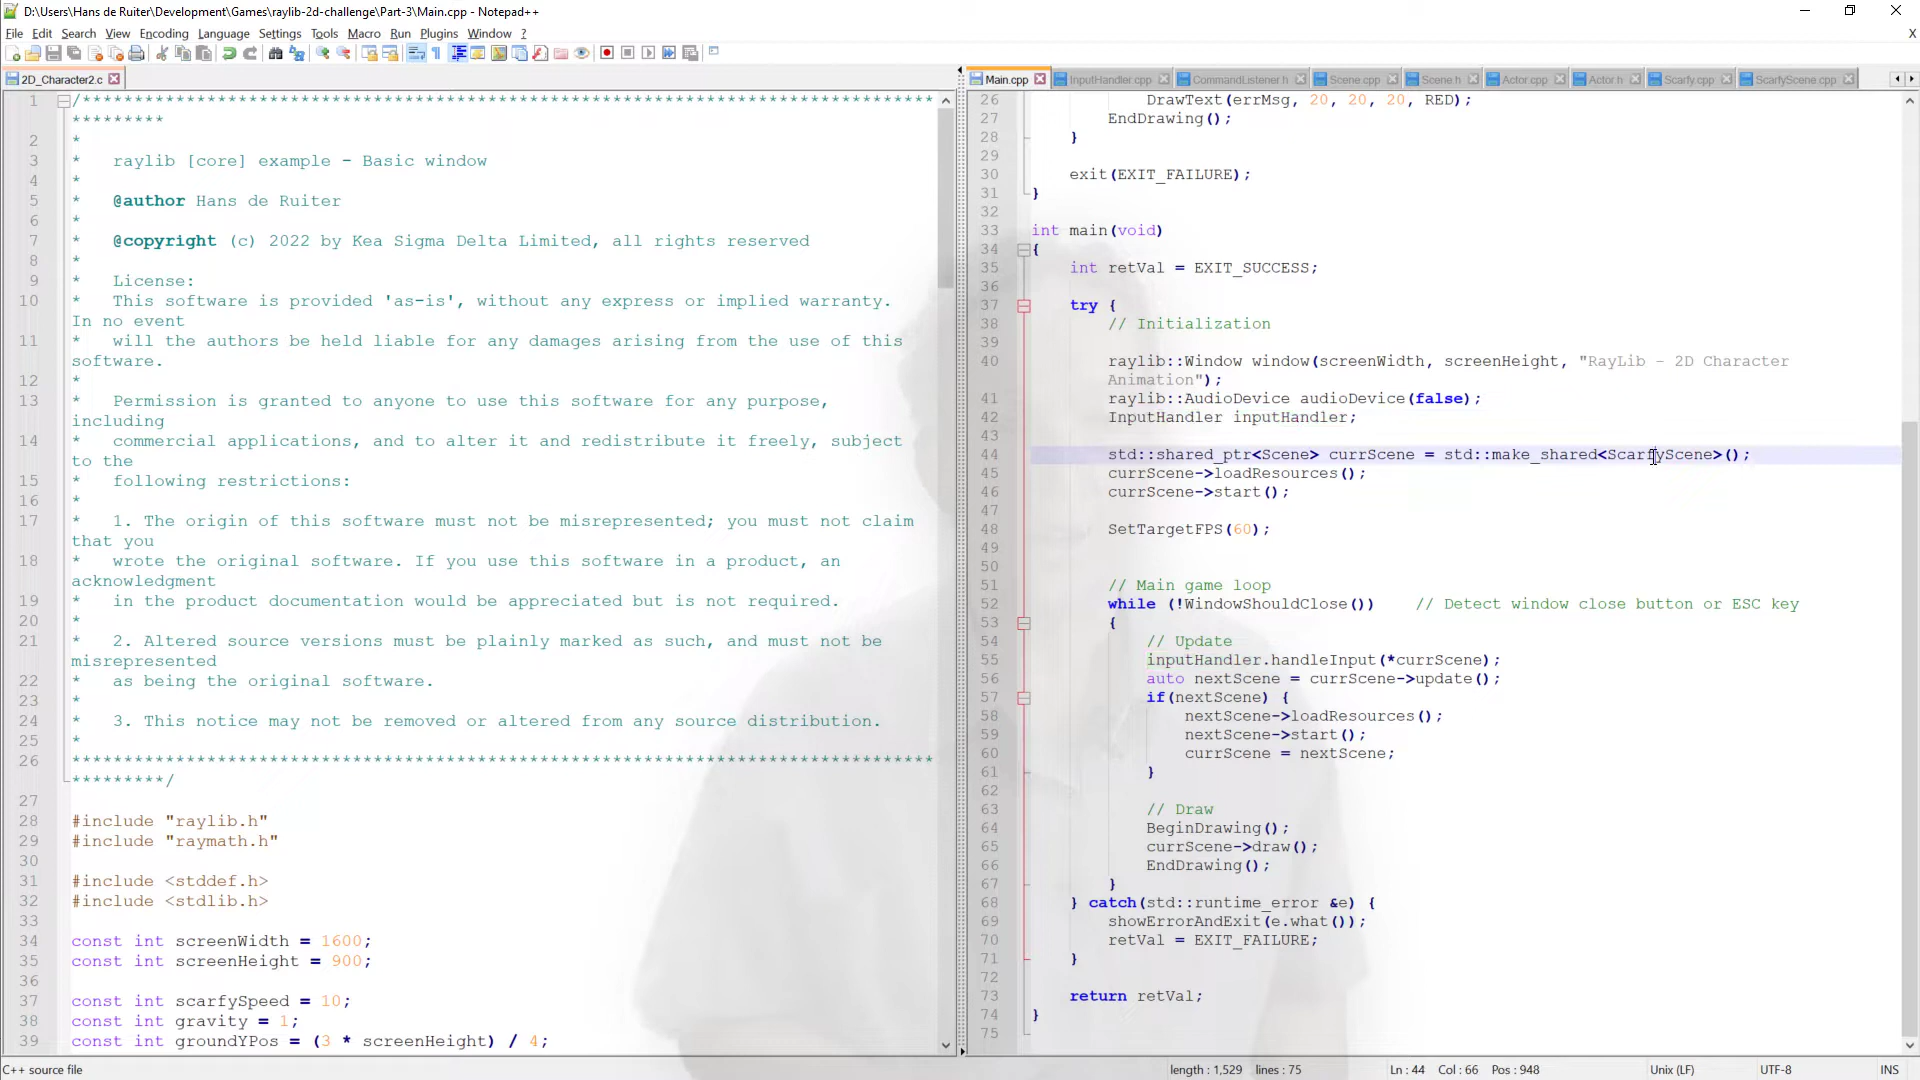 D:\Users\Hans de Ruiter\Development\Games\raylib-2d-challenge\Part-3\Main.cpp - Notepad++
File Edit Search View Encoding Language Settings Tools Macro Run Plugins Window ? X
2D_Character2.c
Main.cpp InputHandler.cpp CommandListener.h Scene.cpp Scene.h Actor.cpp Actor.h Scarfy.cpp ScarfyScene.cpp
1 /******************************************************************************************
*********
2 *
3 * raylib [core] example - Basic window
4 *
5 * @author Hans de Ruiter
6 *
7 * @copyright (c) 2022 by Kea Sigma Delta Limited, all rights reserved
8 *
9 * License:
10 * This software is provided 'as-is', without any express or implied warranty.
In no event
11 * will the authors be held liable for any damages arising from the use of this
software.
12 *
13 * Permission is granted to anyone to use this software for any purpose,
including
14 * commercial applications, and to alter it and redistribute it freely, subject
to the
15 * following restrictions:
16 *
17 * 1. The origin of this software must not be misrepresented; you must not claim
that you
18 * wrote the original software. If you use this software in a product, an
acknowledgment
19 * in the product documentation would be appreciated but is not required.
20 *
21 * 2. Altered source versions must be plainly marked as such, and must not be
misrepresented
22 * as being the original software.
23 *
24 * 3. This notice may not be removed or altered from any source distribution.
25 *
26 *******************************************************************************************
*********/
27
28 #include "raylib.h"
29 #include "raymath.h"
30
31 #include <stddef.h>
32 #include <stdlib.h>
33
34 const int screenWidth = 1600;
35 const int screenHeight = 900;
36
37 const int scarfySpeed = 10;
38 const int gravity = 1;
39 const int groundYPos = (3 * screenHeight) / 4;
26 DrawText(errMsg, 20, 20, 20, RED);
27 EndDrawing();
28 }
29
30 exit(EXIT_FAILURE);
31 }
32
33 int main(void)
34 {
35 int retVal = EXIT_SUCCESS;
36
37 try {
38 // Initialization
39
40 raylib::Window window(screenWidth, screenHeight, "RayLib - 2D Character
Animation");
41 raylib::AudioDevice audioDevice(false);
42 InputHandler inputHandler;
43
44 std::shared_ptr<Scene> currScene = std::make_shared<ScarfyScene>();
45 currScene->loadResources();
46 currScene->start();
47
48 SetTargetFPS(60);
49
50
51 // Main game loop
52 while (!WindowShouldClose()) // Detect window close button or ESC key
53 {
54 // Update
55 inputHandler.handleInput(*currScene);
56 auto nextScene = currScene->update();
57 if(nextScene) {
58 nextScene->loadResources();
59 nextScene->start();
60 currScene = nextScene;
61 }
62
63 // Draw
64 BeginDrawing();
65 currScene->draw();
66 EndDrawing();
67 }
68 } catch(std::runtime_error &e) {
69 showErrorAndExit(e.what());
70 retVal = EXIT_FAILURE;
71 }
72
73 return retVal;
74 }
75
C++ source file length : 1,529 lines : 75 Ln : 44 Col : 66 Pos : 948 Unix (LF) UTF-8 INS